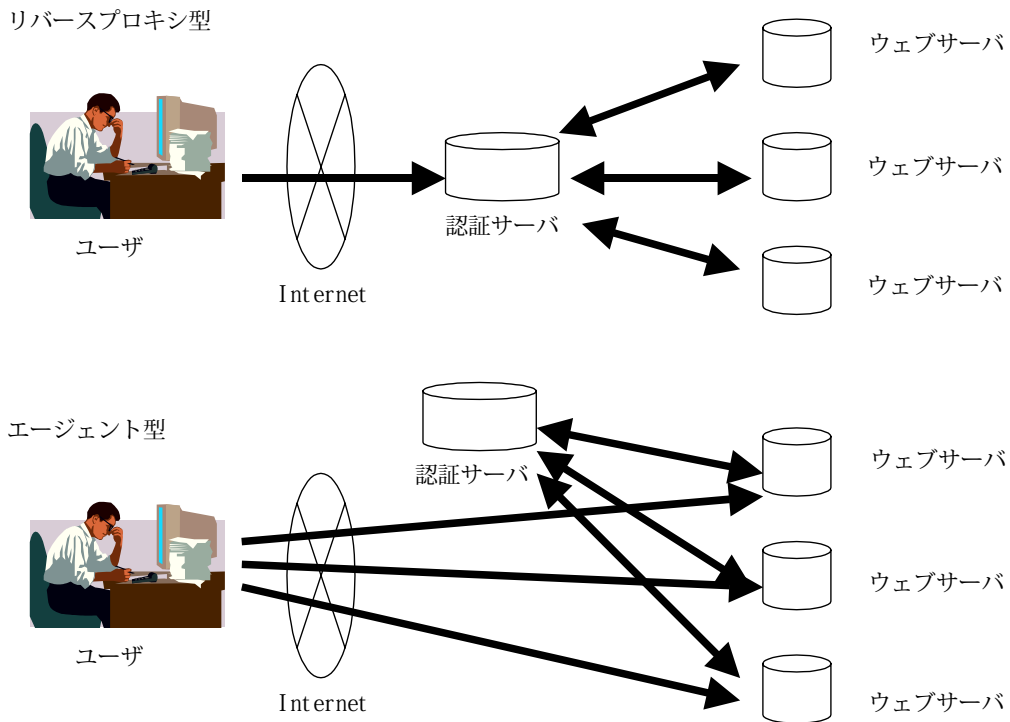 リバースプロキシ型
ウェブサーバ
ウェブサーバ
認証サーバ
ユーザ
ウェブサーバ
Internet
エージェント型
ウェブサーバ
認証サーバ
ウェブサーバ
ユーザ
Internet
ウェブサーバ